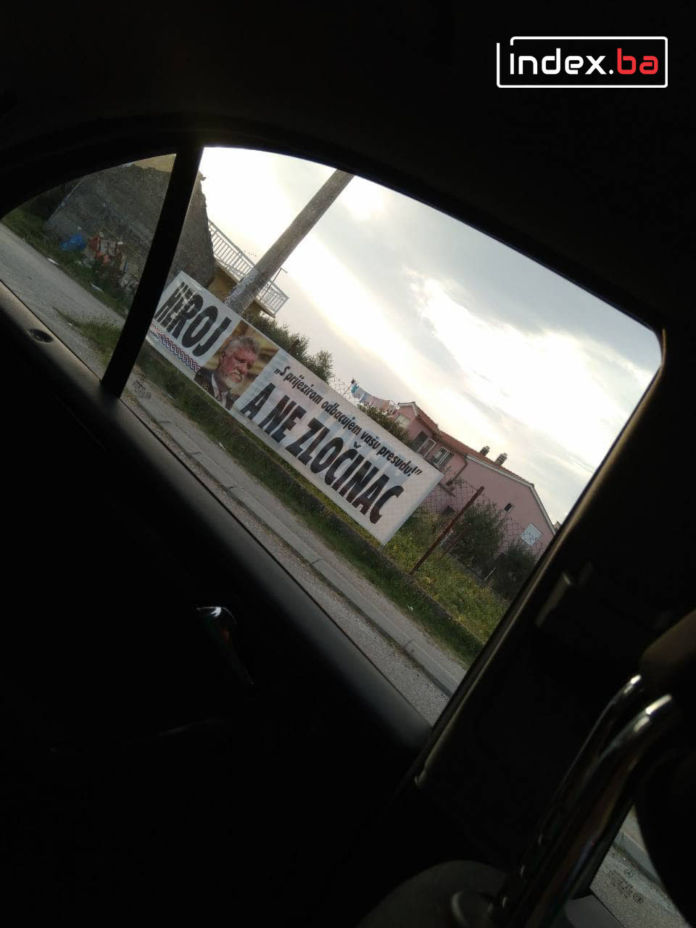 index.ba
HEROJ
„S prijezirom odbacujem vašu presudu!“
A NE ZLOČINAC